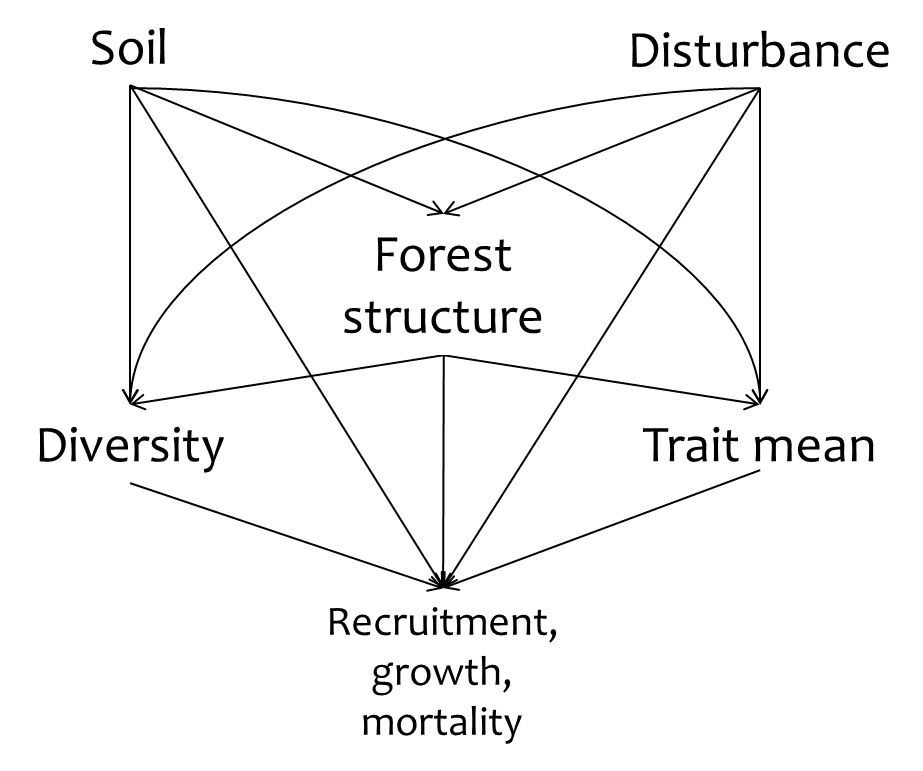 Soil
Disturbance
Forest
structure
Diversity
Trait mean
Recruitment,
growth,
mortality